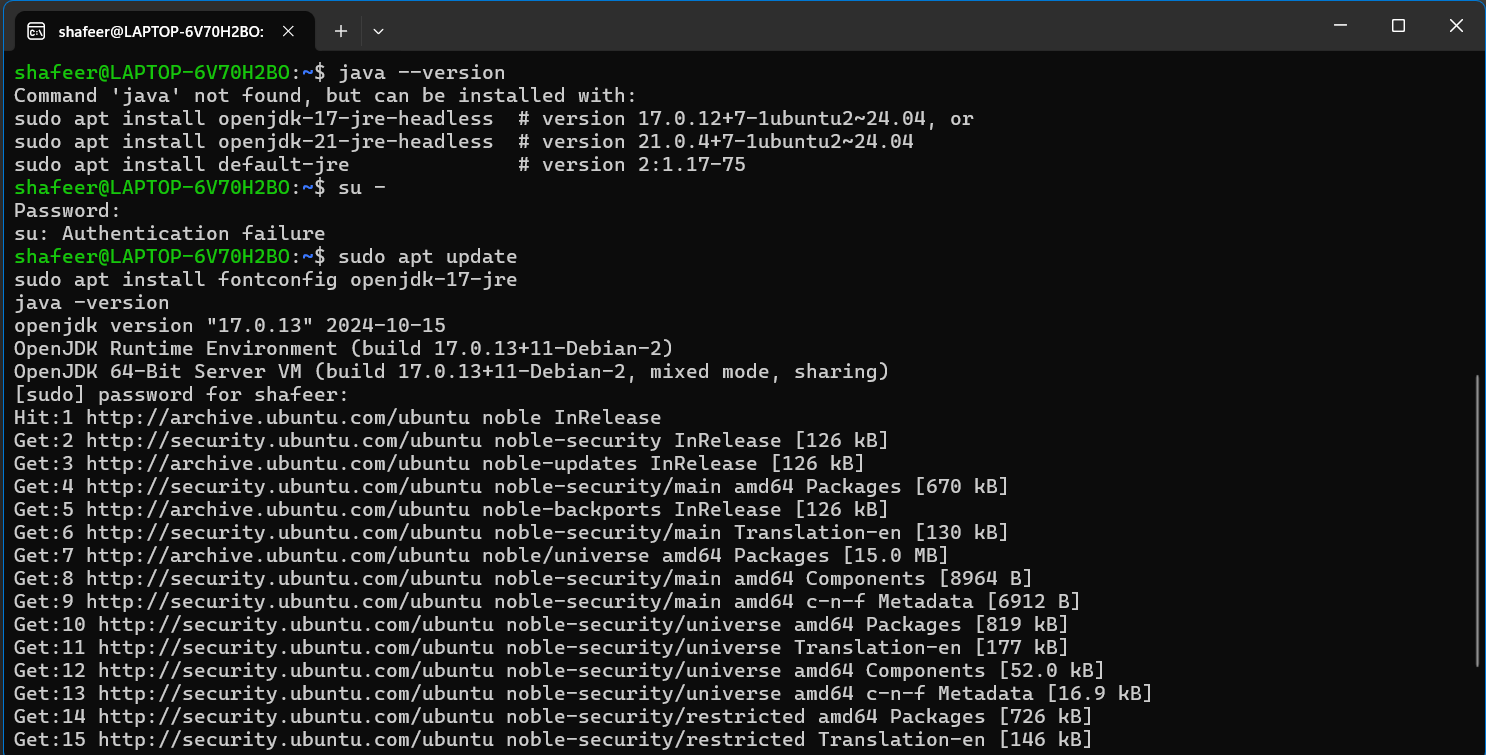 shafeer@LAPTOP-6V70H2BO:
shafeer@LAPTOP-6V70H2BO:~$ java --version
Command 'java' not found, but can be installed with:
sudo apt install openjdk-17-jre-headless  # version 17.0.12+7-1ubuntu2~24.04, or
sudo apt install openjdk-21-jre-headless  # version 21.0.4+7-1ubuntu2~24.04
sudo apt install default-jre              # version 2:1.17-75
shafeer@LAPTOP-6V70H2BO:~$ su -
Password:
su: Authentication failure
shafeer@LAPTOP-6V70H2BO:~$ sudo apt update
sudo apt install fontconfig openjdk-17-jre
java -version
openjdk version "17.0.13" 2024-10-15
OpenJDK Runtime Environment (build 17.0.13+11-Debian-2)
OpenJDK 64-Bit Server VM (build 17.0.13+11-Debian-2, mixed mode, sharing)
[sudo] password for shafeer:
Hit:1 http://archive.ubuntu.com/ubuntu noble InRelease
Get:2 http://security.ubuntu.com/ubuntu noble-security InRelease [126 kB]
Get:3 http://archive.ubuntu.com/ubuntu noble-updates InRelease [126 kB]
Get:4 http://security.ubuntu.com/ubuntu noble-security/main amd64 Packages [670 kB]
Get:5 http://archive.ubuntu.com/ubuntu noble-backports InRelease [126 kB]
Get:6 http://security.ubuntu.com/ubuntu noble-security/main Translation-en [130 kB]
Get:7 http://archive.ubuntu.com/ubuntu noble/universe amd64 Packages [15.0 MB]
Get:8 http://security.ubuntu.com/ubuntu noble-security/main amd64 Components [8964 B]
Get:9 http://security.ubuntu.com/ubuntu noble-security/main amd64 c-n-f Metadata [6912 B]
Get:10 http://security.ubuntu.com/ubuntu noble-security/universe amd64 Packages [819 kB]
Get:11 http://security.ubuntu.com/ubuntu noble-security/universe Translation-en [177 kB]
Get:12 http://security.ubuntu.com/ubuntu noble-security/universe amd64 Components [52.0 kB]
Get:13 http://security.ubuntu.com/ubuntu noble-security/universe amd64 c-n-f Metadata [16.9 kB]
Get:14 http://security.ubuntu.com/ubuntu noble-security/restricted amd64 Packages [726 kB]
Get:15 http://security.ubuntu.com/ubuntu noble-security/restricted Translation-en [146 kB]